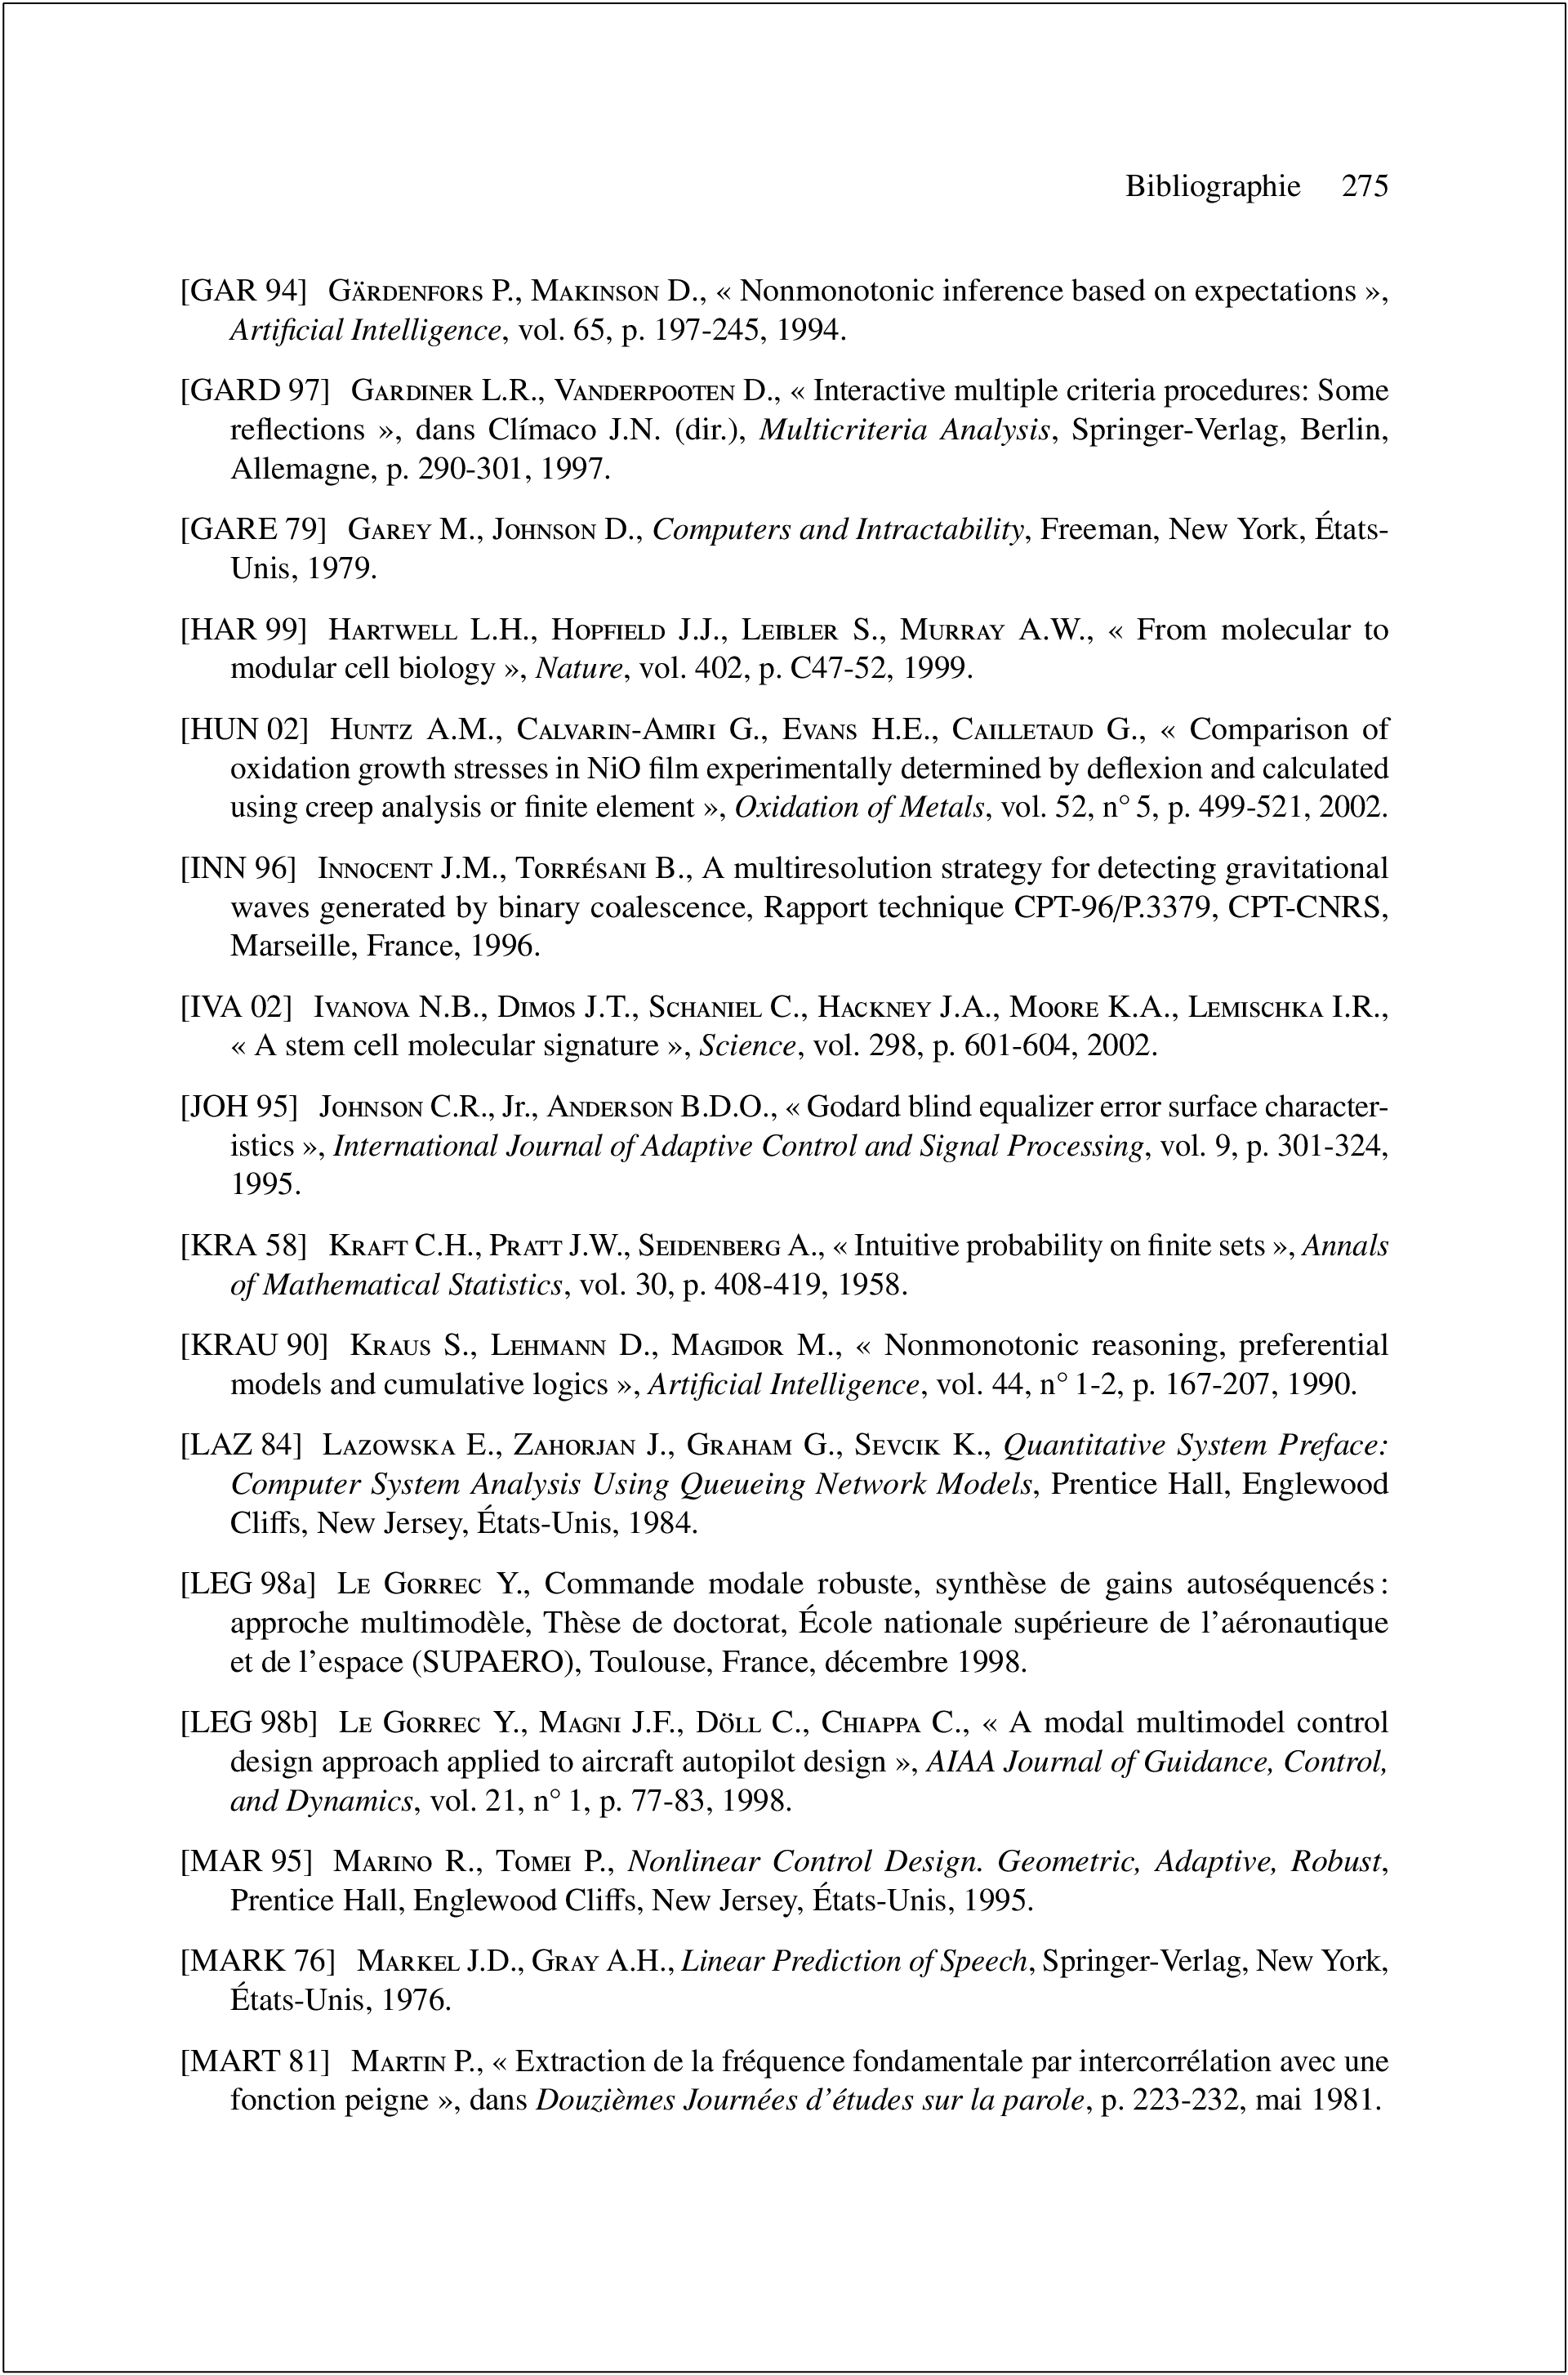 Bibliographie 275
[GAR 94] Gärdenfors P., Makinson D., « Nonmonotonic inference based on expectations »,
Artificial Intelligence, vol. 65, p. 197-245, 1994.
[GARD 97] Gardiner L.R., Vanderpooten D., « Interactive multiple criteria procedures: Some
reflections », dans Clímaco J.N. (dir.), Multicriteria Analysis, Springer-Verlag, Berlin,
Allemagne, p. 290-301, 1997.
[GARE 79] Garey M., Johnson D., Computers and Intractability, Freeman, New York, États-
Unis, 1979.
[HAR 99] Hartwell L.H., Hopfield J.J., Leibler S., Murray A.W., « From molecular to
modular cell biology », Nature, vol. 402, p. C47-52, 1999.
[HUN 02] Huntz A.M., Calvarin-Amiri G., Evans H.E., Cailletaud G., « Comparison of
oxidation growth stresses in NiO film experimentally determined by deflexion and calculated
using creep analysis or finite element », Oxidation of Metals, vol. 52, n° 5, p. 499-521, 2002.
[INN 96] Innocent J.M., Torrésani B., A multiresolution strategy for detecting gravitational
waves generated by binary coalescence, Rapport technique CPT-96/P.3379, CPT-CNRS,
Marseille, France, 1996.
[IVA 02] Ivanova N.B., Dimos J.T., Schaniel C., Hackney J.A., Moore K.A., Lemischka I.R.,
« A stem cell molecular signature », Science, vol. 298, p. 601-604, 2002.
[JOH 95] Johnson C.R., Jr., Anderson B.D.O., « Godard blind equalizer error surface character-
istics », International Journal of Adaptive Control and Signal Processing, vol. 9, p. 301-324,
1995.
[KRA 58] Kraft C.H., Pratt J.W., Seidenberg A., « Intuitive probability on finite sets », Annals
of Mathematical Statistics, vol. 30, p. 408-419, 1958.
[KRAU 90] Kraus S., Lehmann D., Magidor M., « Nonmonotonic reasoning, preferential
models and cumulative logics », Artificial Intelligence, vol. 44, n° 1-2, p. 167-207, 1990.
[LAZ 84] Lazowska E., Zahorjan J., Graham G., Sevcik K., Quantitative System Preface:
Computer System Analysis Using Queueing Network Models, Prentice Hall, Englewood
Cliffs, New Jersey, États-Unis, 1984.
[LEG 98a] Le Gorrec Y., Commande modale robuste, synthèse de gains autoséquencés :
approche multimodèle, Thèse de doctorat, École nationale supérieure de l'aéronautique
et de l'espace (SUPAERO), Toulouse, France, décembre 1998.
[LEG 98b] Le Gorrec Y., Magni J.F., Döll C., Chiappa C., « A modal multimodel control
design approach applied to aircraft autopilot design », AIAA Journal of Guidance, Control,
and Dynamics, vol. 21, n° 1, p. 77-83, 1998.
[MAR 95] Marino R., Tomei P., Nonlinear Control Design. Geometric, Adaptive, Robust,
Prentice Hall, Englewood Cliffs, New Jersey, États-Unis, 1995.
[MARK 76] Markel J.D., Gray A.H., Linear Prediction of Speech, Springer-Verlag, New York,
États-Unis, 1976.
[MART 81] Martin P., « Extraction de la fréquence fondamentale par intercorrélation avec une
fonction peigne », dans Douzièmes Journées d'études sur la parole, p. 223-232, mai 1981.